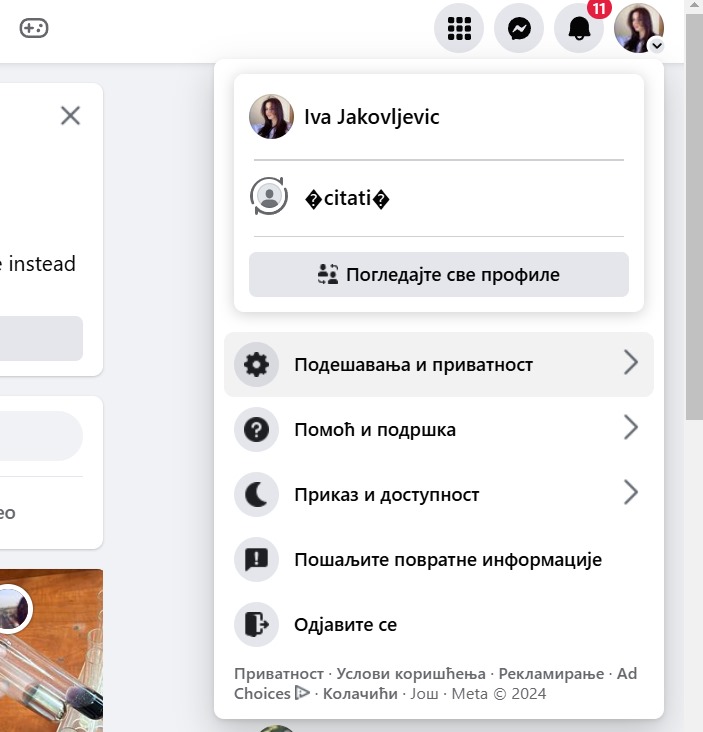 11
Iva Jakovljevic
�citati�
Погледајте све профиле
instead
Подешавања и приватност
Помоћ и подршка
Приказ и доступност
Пошаљите повратне информације
Одјавите се
Приватност · Услови коришћења · Рекламирање · Ad
Choices · Колачићи · Још · Meta © 2024